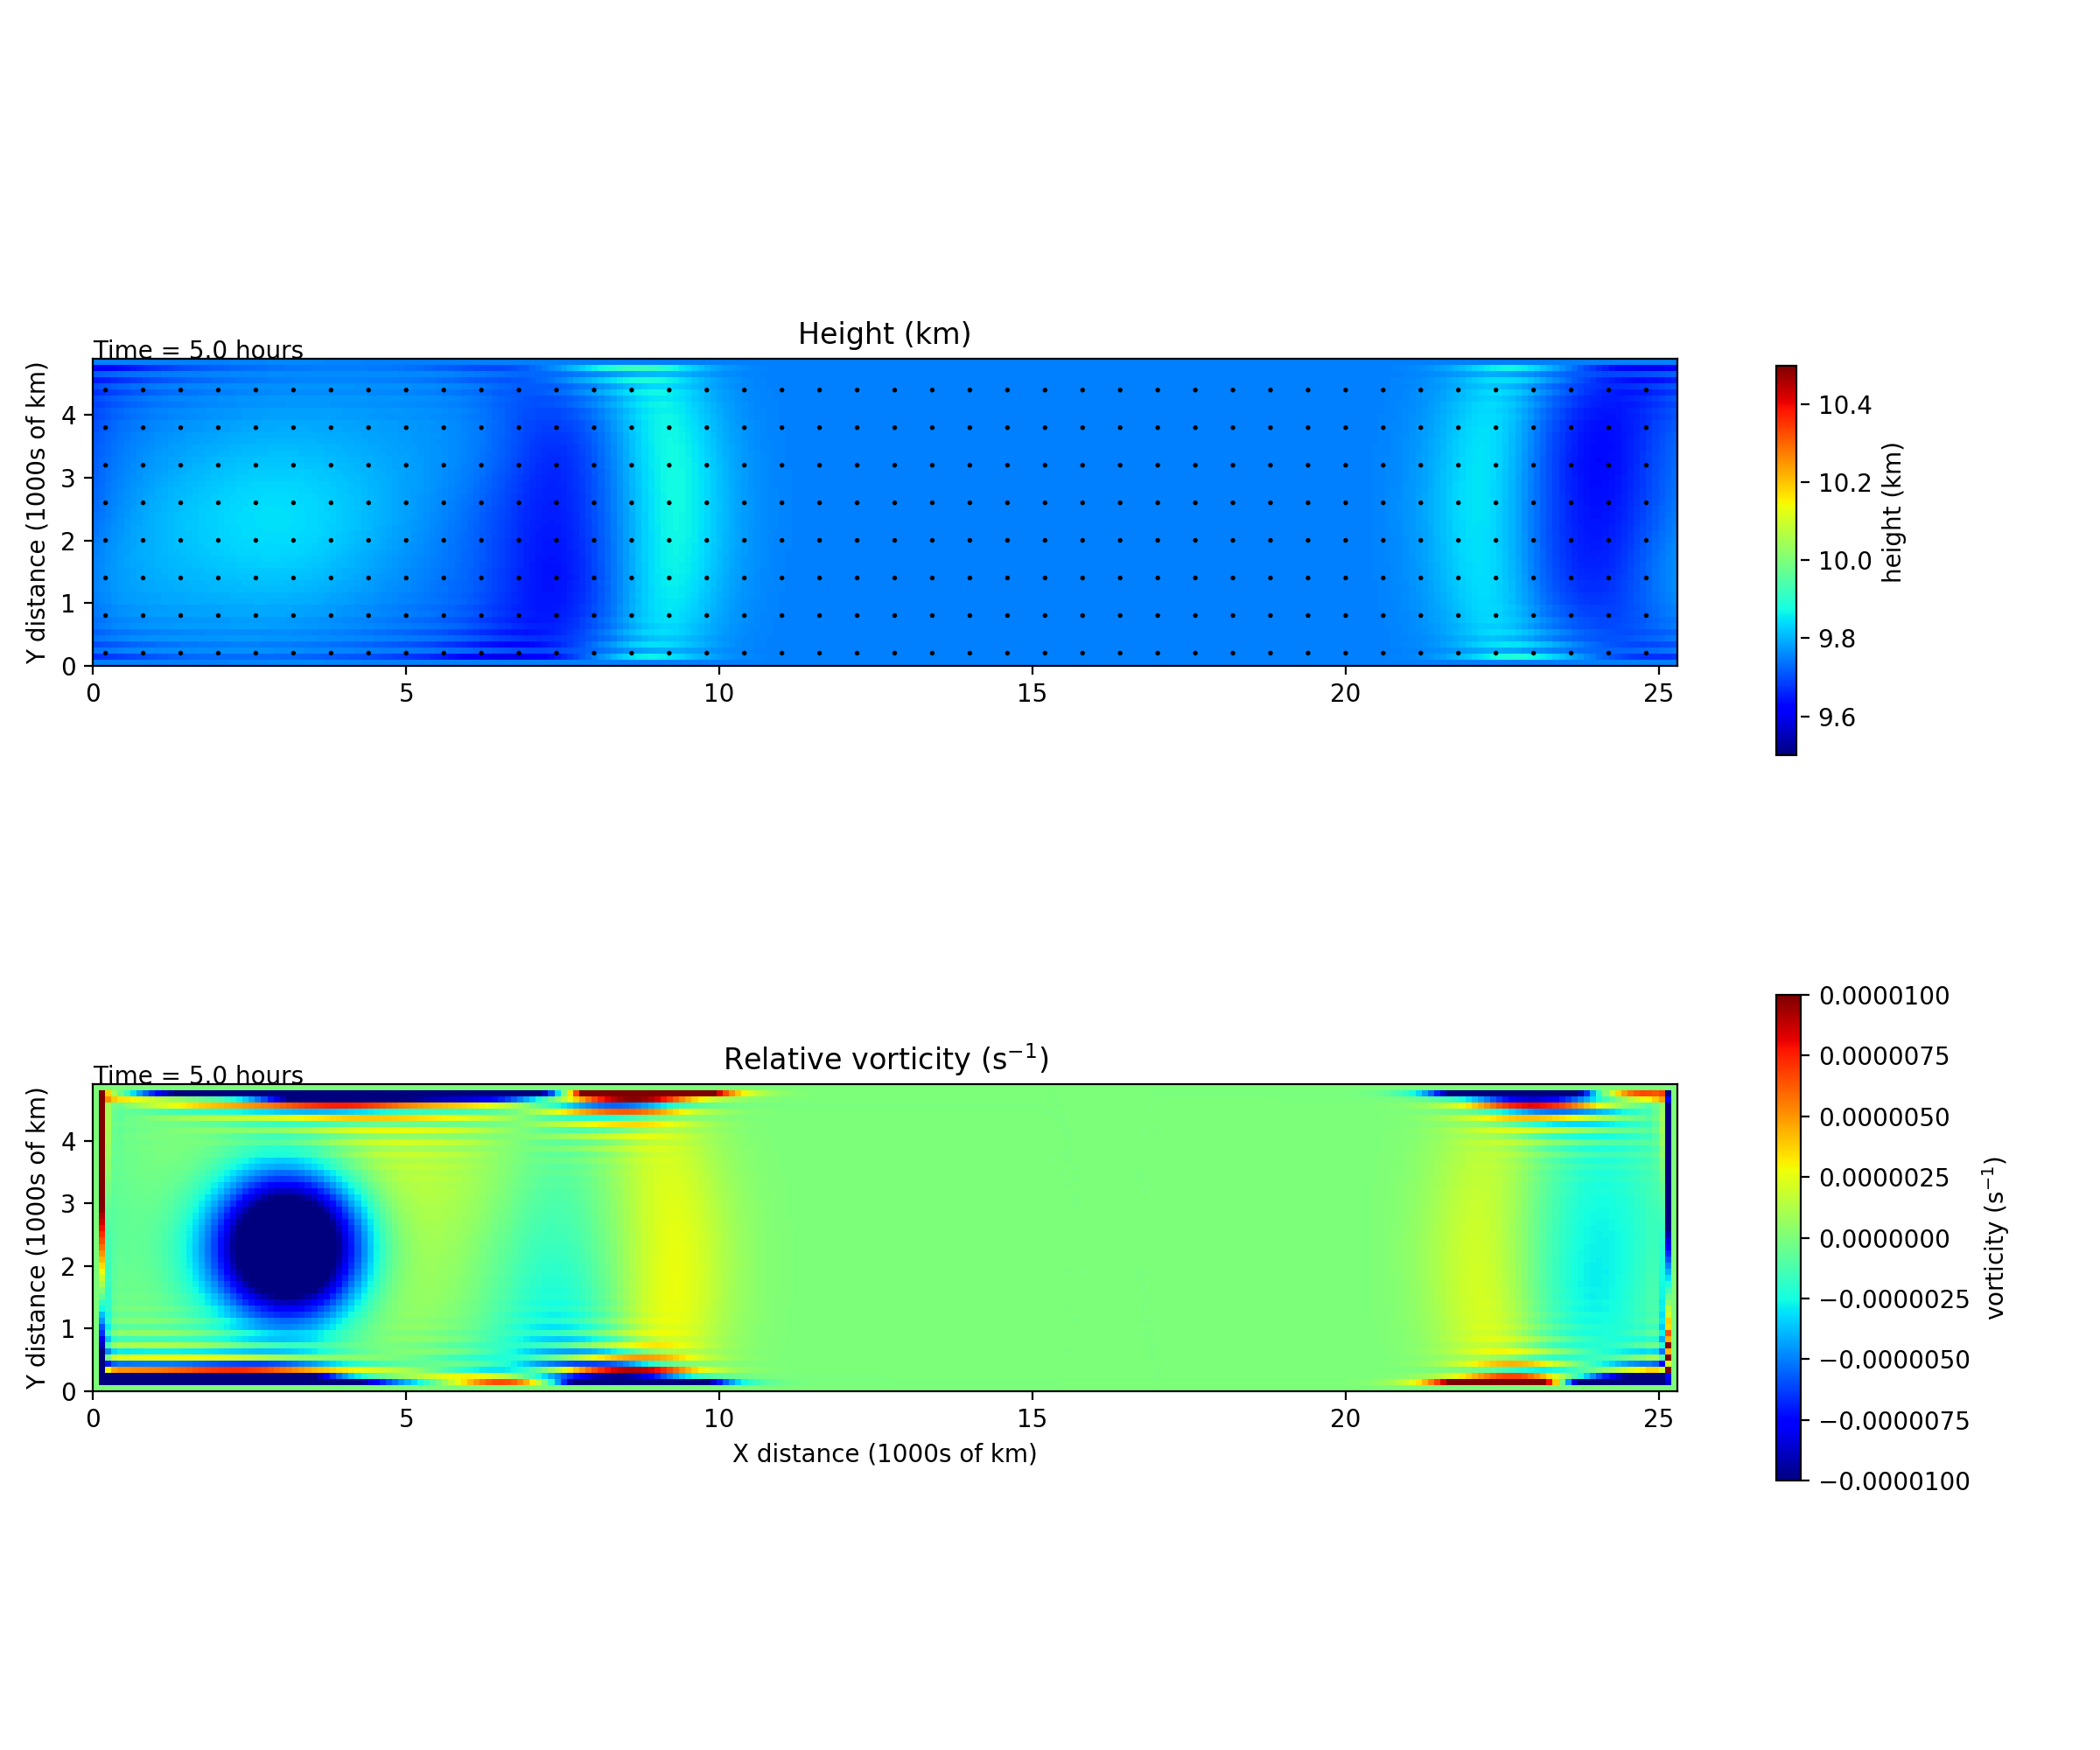 Height (km)
Time = 5.0 hours
Y distance (1000s of km)
4
3
2
1
0
0 5 10 15 20 25
10.4
10.2
10.0
9.8
9.6
height (km)
Relative vorticity (s⁻¹)
Time = 5.0 hours
Y distance (1000s of km)
4
3
2
1
0
0 5 10 15 20 25
X distance (1000s of km)
0.0000100
0.0000075
0.0000050
0.0000025
0.0000000
−0.0000025
−0.0000050
−0.0000075
−0.0000100
vorticity (s⁻¹)